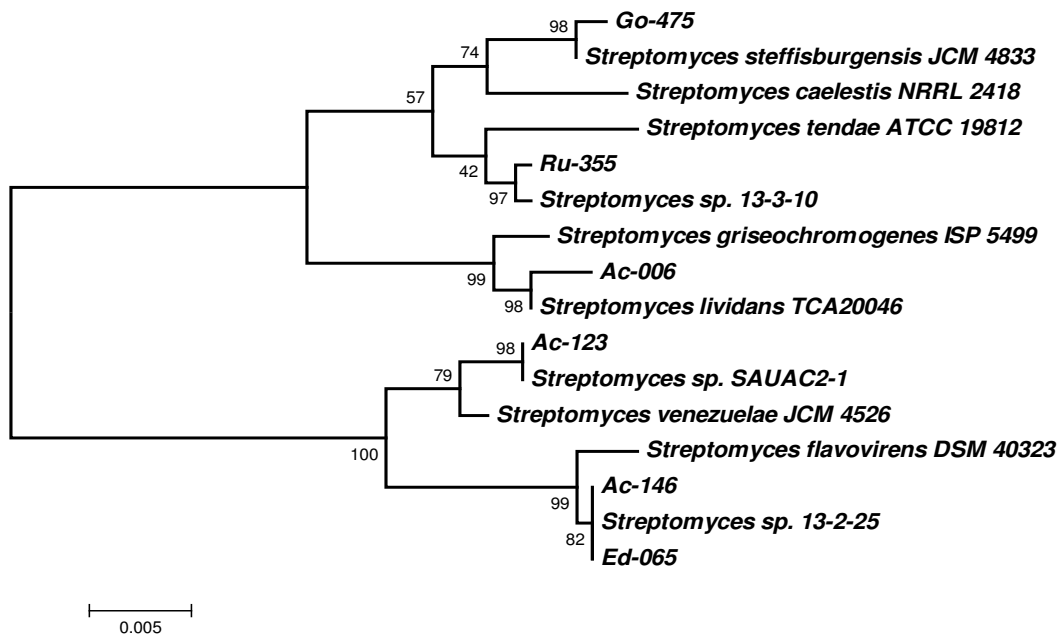 98
Go-475
74
Streptomyces steffisburgensis JCM 4833
57
Streptomyces caelestis NRRL 2418
Streptomyces tendae ATCC 19812
42
Ru-355
97
Streptomyces sp. 13-3-10
Streptomyces griseochromogenes ISP 5499
99
Ac-006
98
Streptomyces lividans TCA20046
98
Ac-123
79
Streptomyces sp. SAUAC2-1
Streptomyces venezuelae JCM 4526
100
Streptomyces flavovirens DSM 40323
99
Ac-146
Streptomyces sp. 13-2-25
82
Ed-065
0.005